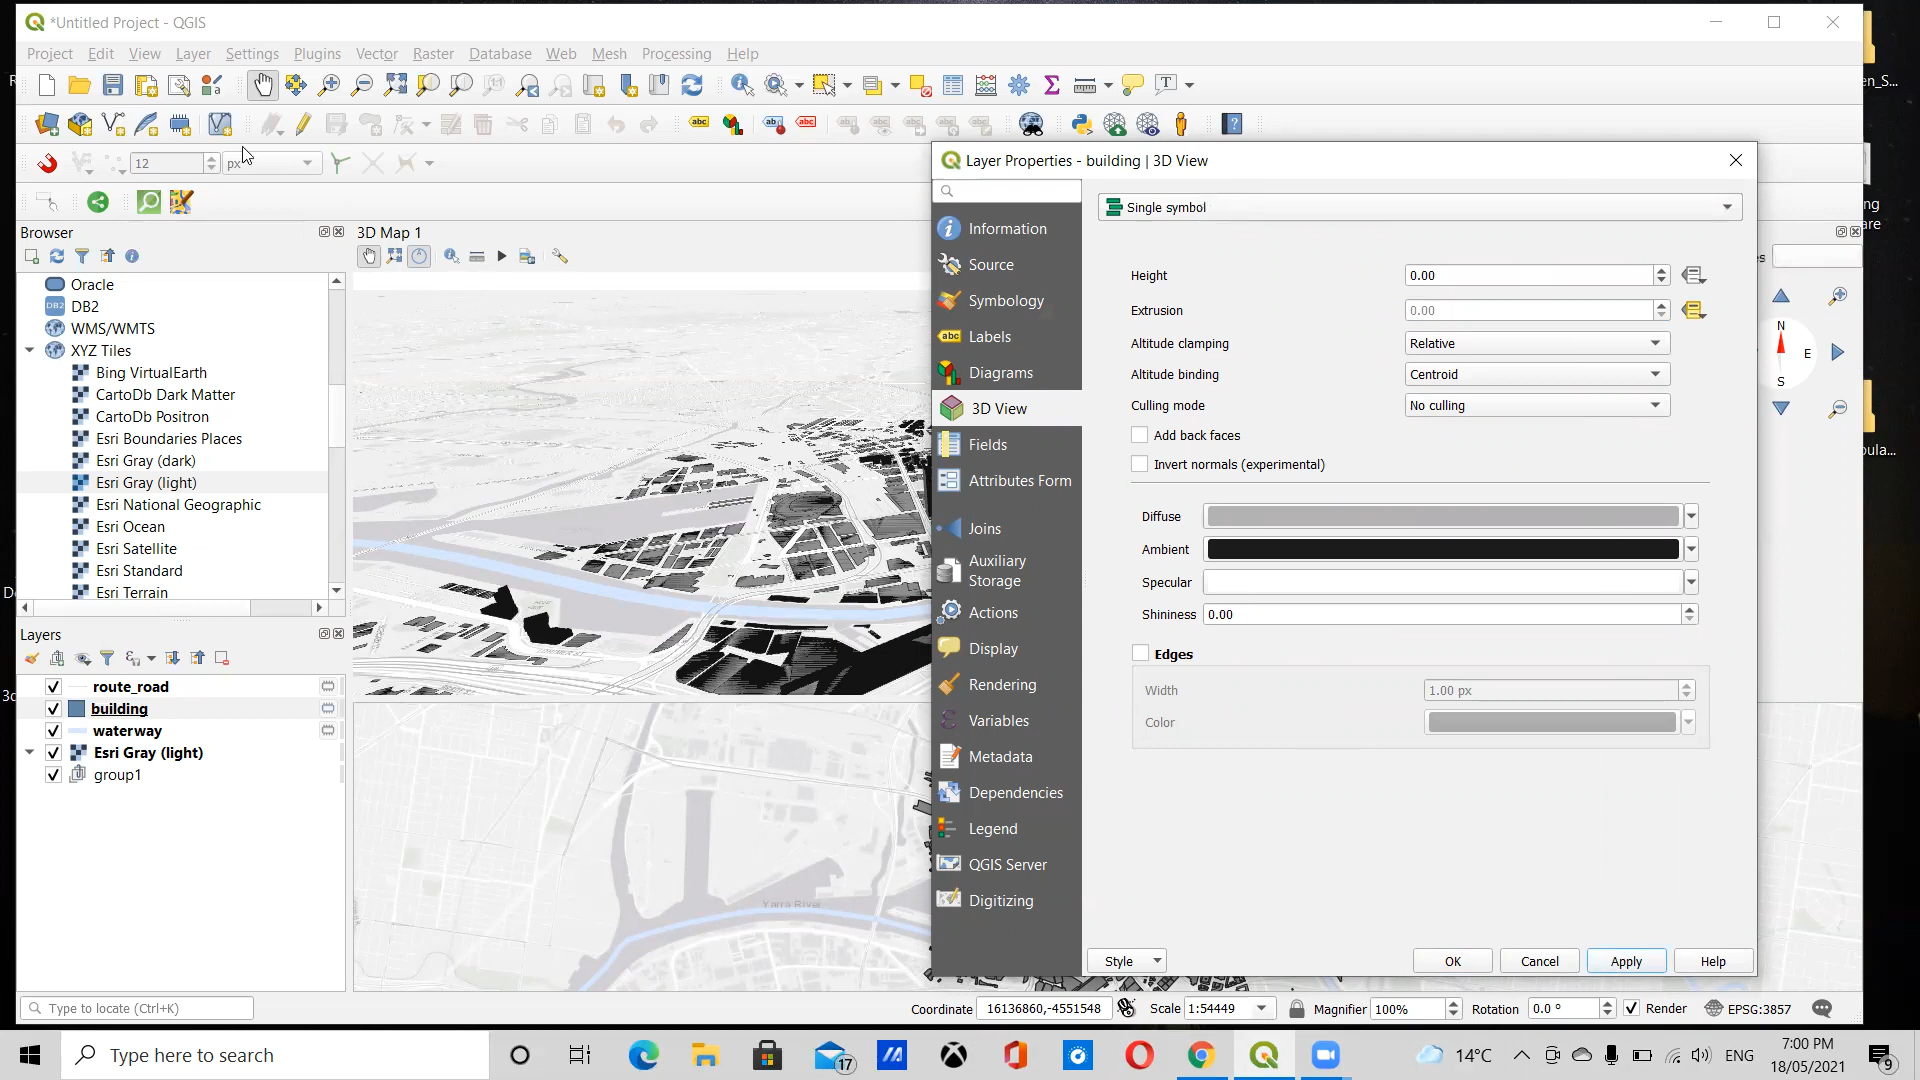 *Untitled Project - QGIS
Project Edit View Layer Settings Plugins Vector Raster Database Web Mesh Processing Help
12 px
Browser
Oracle
DB2
WMS/WMTS
XYZ Tiles
Bing VirtualEarth
CartoDb Dark Matter
CartoDb Positron
Esri Boundaries Places
Esri Gray (dark)
Esri Gray (light)
Esri National Geographic
Esri Ocean
Esri Satellite
Esri Standard
Esri Terrain
3D Map 1
Layers
route_road
building
waterway
Esri Gray (light)
group1
Yarra River
Layer Properties - building | 3D View
Information
Source
Symbology
Labels
Diagrams
3D View
Fields
Attributes Form
Joins
Auxiliary
Storage
Actions
Display
Rendering
Variables
Metadata
Dependencies
Legend
QGIS Server
Digitizing
Single symbol
Height 0.00
Extrusion 0.00
Altitude clamping Relative
Altitude binding Centroid
Culling mode No culling
Add back faces
Invert normals (experimental)
Diffuse
Ambient
Specular
Shininess 0.00
Edges
Width 1.00 px
Color
Style OK Cancel Apply Help
N
E
S
en_S...
ng
are
pula...
Type to locate (Ctrl+K)
Coordinate 16136860,-4551548 Scale 1:54449 Magnifier 100% Rotation 0.0 ° Render EPSG:3857
Type here to search
17
14°C
ENG
7:00 PM
18/05/2021
9